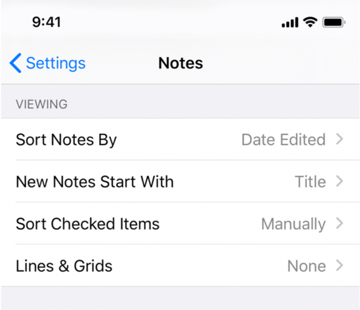 9:41
Settings Notes
VIEWING
Sort Notes By Date Edited
New Notes Start With Title
Sort Checked Items Manually
Lines & Grids None